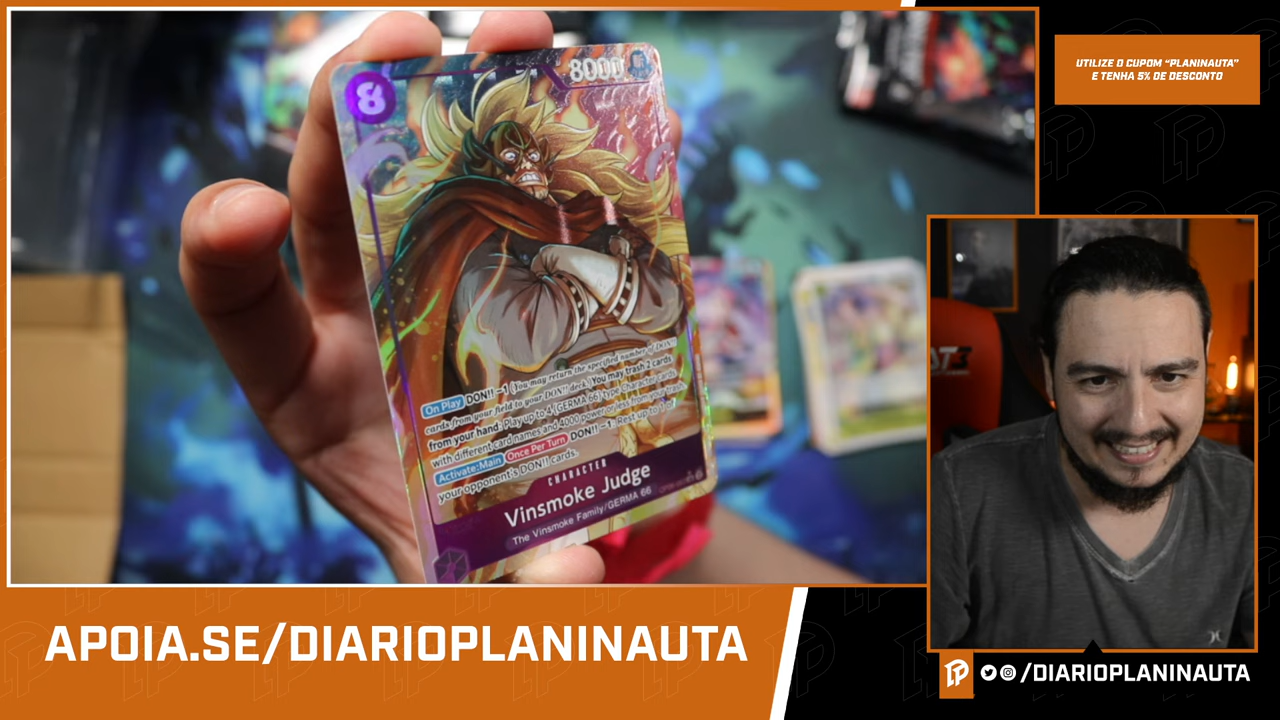 8
8000
On Play DON!! −1 (You may return the specified number of DON!!
cards from your field to your DON!! deck.) You may trash 2 cards
from your hand: Play up to 4 {GERMA 66} type Character cards
with different card names and 4000 power or less from your trash.
Activate:Main Once Per Turn DON!! −1: Rest up to 1 of
your opponent's DON!! cards.
CHARACTER
Vinsmoke Judge
The Vinsmoke Family/GERMA 66
UTILIZE O CUPOM “PLANINAUTA”
E TENHA 5% DE DESCONTO
APOIA.SE/DIARIOPLANINAUTA
/DIARIOPLANINAUTA